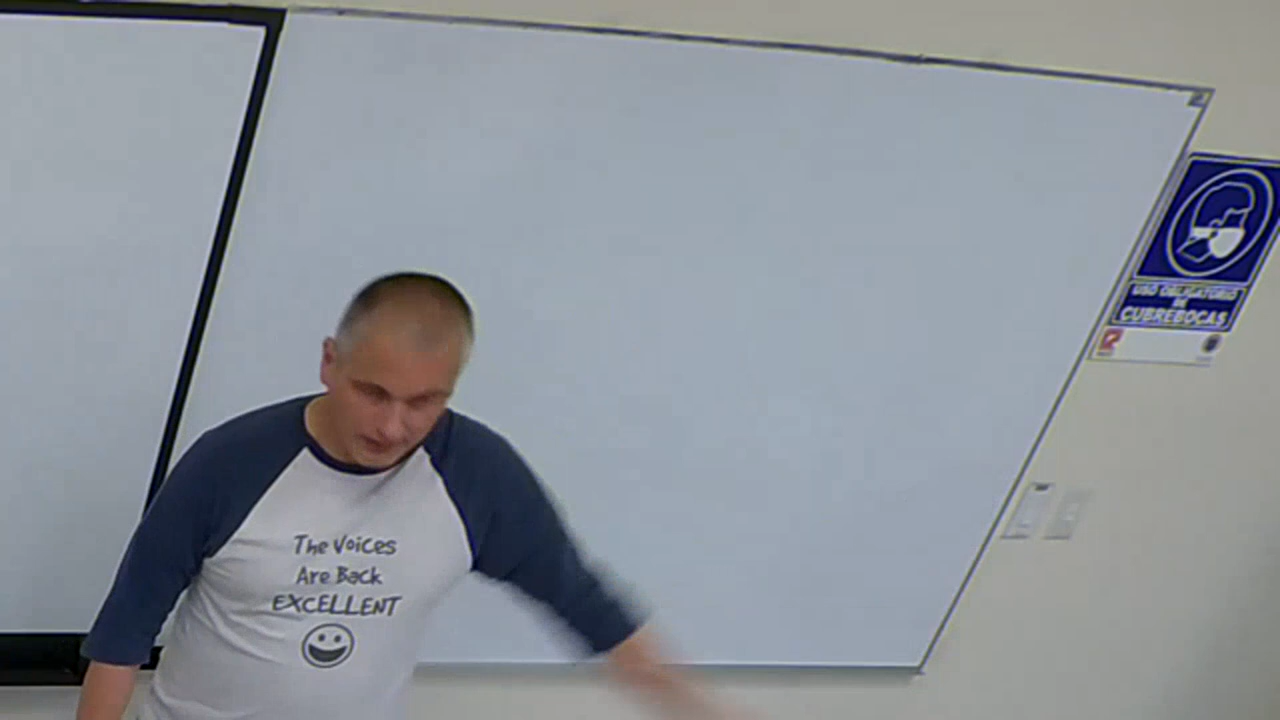 The Voices
Are Back
EXCELLENT
USO OBLIGATORIO
DE
CUBREBOCAS